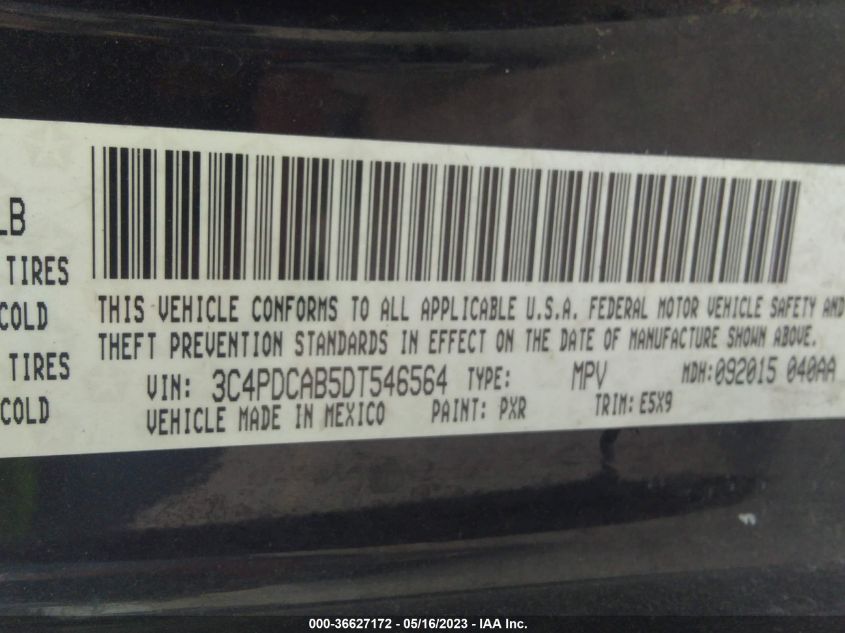 LB
TIRES
COLD
TIRES
COLD
THIS VEHICLE CONFORMS TO ALL APPLICABLE U.S.A. FEDERAL MOTOR VEHICLE SAFETY AND
THEFT PREVENTION STANDARDS IN EFFECT ON THE DATE OF MANUFACTURE SHOWN ABOVE.
VIN: 3C4PDCAB5DT546564 TYPE: MPV MDH:092015 040AA
VEHICLE MADE IN MEXICO PAINT: PXR TRIM: E5X9
000-36627172 - 05/16/2023 - IAA Inc.